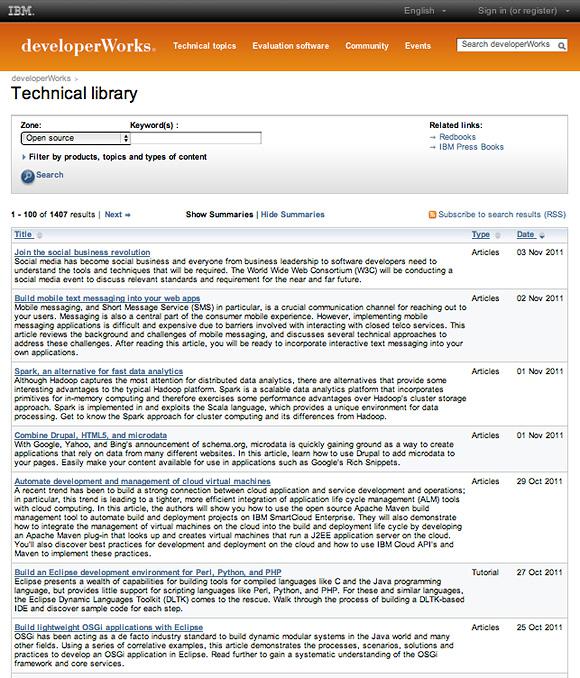 IBM.
English
Sign in (or register)
developerWorks.
Technical topics
Evaluation software
Community
Events
Search developerWorks
developerWorks >
Technical library
Zone:
Keyword(s) :
Related links:
Open source
→ Redbooks
→ IBM Press Books
Filter by products, topics and types of content
Search
1 - 100 of 1407 results | Next
Show Summaries | Hide Summaries
Subscribe to search results (RSS)
Title
Type
Date
Join the social business revolution
Articles
03 Nov 2011
Social media has become social business and everyone from business leadership to software developers need to
understand the tools and techniques that will be required. The World Wide Web Consortium (W3C) will be conducting a
social media event to discuss relevant standards and requirement for the near and far future.
Build mobile text messaging into your web apps
Articles
02 Nov 2011
Mobile messaging, and Short Message Service (SMS) in particular, is a crucial communication channel for reaching out to
your users. Messaging is also a central part of the consumer mobile experience. However, implementing mobile
messaging applications is difficult and expensive due to barriers involved with interacting with closed telco services. This
article reviews the background and challenges of mobile messaging, and discusses several technical approaches to
address these challenges. After reading this article, you will be ready to incorporate interactive text messaging into your
own applications.
Spark, an alternative for fast data analytics
Articles
01 Nov 2011
Although Hadoop captures the most attention for distributed data analytics, there are alternatives that provide some
interesting advantages to the typical Hadoop platform. Spark is a scalable data analytics platform that incorporates
primitives for in-memory computing and therefore exercises some performance advantages over Hadoop's cluster storage
approach. Spark is implemented in and exploits the Scala language, which provides a unique environment for data
processing. Get to know the Spark approach for cluster computing and its differences from Hadoop.
Combine Drupal, HTML5, and microdata
Articles
01 Nov 2011
With Google, Yahoo, and Bing's announcement of schema.org, microdata is quickly gaining ground as a way to create
applications that rely on data from many different websites. In this article, learn how to use Drupal to add microdata to
your pages. Easily make your content available for use in applications such as Google's Rich Snippets.
Automate development and management of cloud virtual machines
Articles
29 Oct 2011
A recent trend has been to build a strong connection between cloud application and service development and operations;
in particular, this trend is leading to a tighter, more efficient integration of application life cycle management (ALM) tools
with cloud computing. In this article, the authors will show you how to use the open source Apache Maven build
management tool to automate build and deployment projects on IBM SmartCloud Enterprise. They will also demonstrate
how to integrate the management of virtual machines on the cloud into the build and deployment life cycle by developing
an Apache Maven plug-in that looks up and creates virtual machines that run a J2EE application server on the cloud.
You'll also discover best practices for development and deployment on the cloud and how to use IBM Cloud API's and
Maven to implement these practices.
Build an Eclipse development environment for Perl, Python, and PHP
Tutorial
27 Oct 2011
Eclipse presents a wealth of capabilities for building tools for compiled languages like C and the Java programming
language, but provides little support for scripting languages like Perl, Python, and PHP. For these and similar languages,
the Eclipse Dynamic Languages Toolkit (DLTK) comes to the rescue. Walk through the process of building a DLTK-based
IDE and discover sample code for each step.
Build lightweight OSGi applications with Eclipse
Articles
25 Oct 2011
OSGi has been acting as a de facto industry standard to build dynamic modular systems in the Java world and many
other fields. Using a series of correlative examples, this article demonstrates the processes, scenarios, solutions and
practices to develop an OSGi application in Eclipse. Read further to gain a systematic understanding of the OSGi
framework and core services.